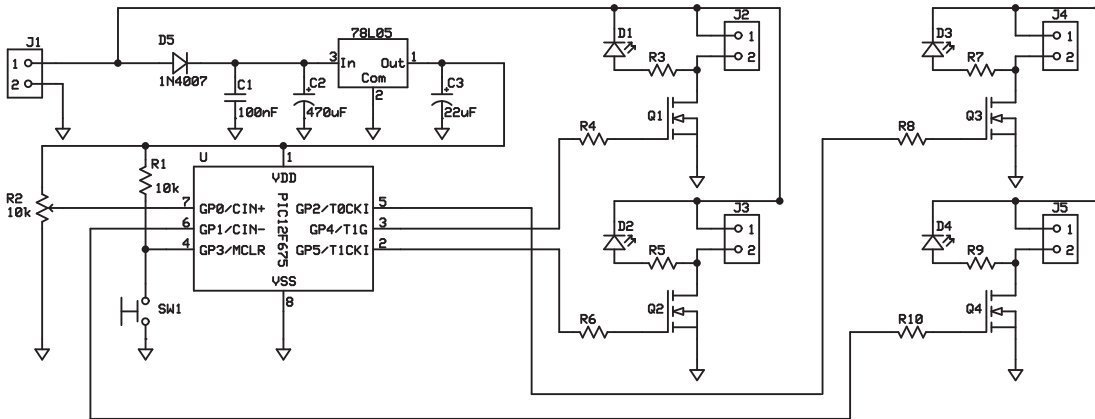 J1
1
2
D5
1N4007
C1
100nF
C2
470uF
78L05
3 In Out 1
Com
2
C3
22uF
D1
R3
J2
1
2
R4
Q1
D3
R7
J4
1
2
R8
Q3
R2
10k
R1
10k
SW1
U
1
VDD
PIC12F675
7 GP0/CIN+ GP2/T0CKI 5
6 GP1/CIN- GP4/T1G 3
4 GP3/MCLR GP5/T1CKI 2
VSS
8
D2
R5
J3
1
2
R6
Q2
D4
R9
J5
1
2
R10
Q4